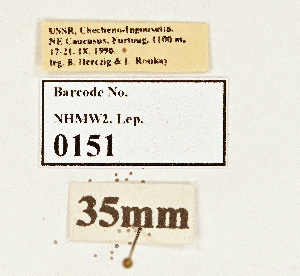 USSR, Checheno-Ingushetia,
NE Caucasus, Yurtoug, 1100 m,
17-21. IX. 1990
leg. B. Herczig & L. Ronkay
Barcode No.
NHMW2. Lep.
0151
35mm